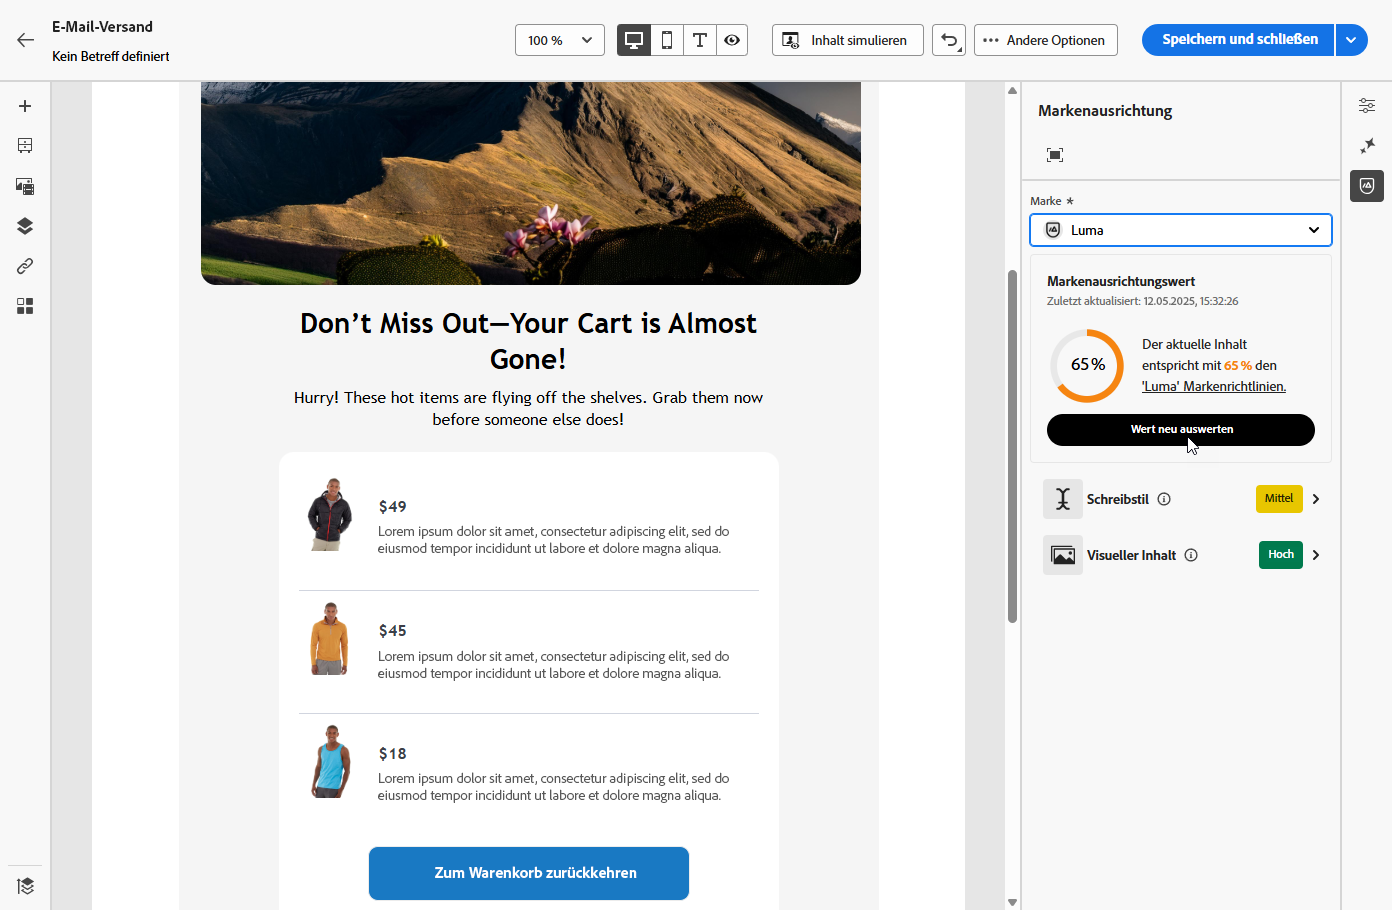 E-Mail-Versand
Kein Betreff definiert
100 %
Inhalt simulieren
Andere Optionen
Speichern und schließen
Don’t Miss Out—Your Cart is Almost
Gone!
Hurry! These hot items are flying off the shelves. Grab them now
before someone else does!
$49
Lorem ipsum dolor sit amet, consectetur adipiscing elit, sed do
eiusmod tempor incididunt ut labore et dolore magna aliqua.
$45
Lorem ipsum dolor sit amet, consectetur adipiscing elit, sed do
eiusmod tempor incididunt ut labore et dolore magna aliqua.
$18
Lorem ipsum dolor sit amet, consectetur adipiscing elit, sed do
eiusmod tempor incididunt ut labore et dolore magna aliqua.
Zum Warenkorb zurückkehren
Markenausrichtung
Marke *
Luma
Markenausrichtungswert
Zuletzt aktualisiert: 12.05.2025, 15:32:26
65 %
Der aktuelle Inhalt
entspricht mit 65 % den
'Luma' Markenrichtlinien.
Wert neu auswerten
Schreibstil
Mittel
Visueller Inhalt
Hoch